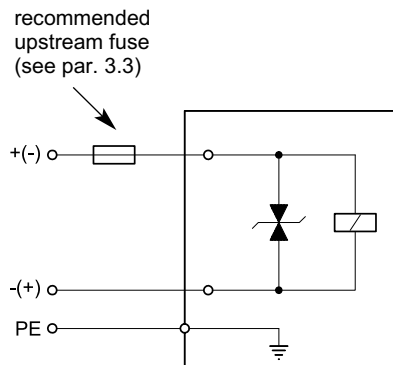 recommended
upstream fuse
(see par. 3.3)
+(-)
-(+)
PE